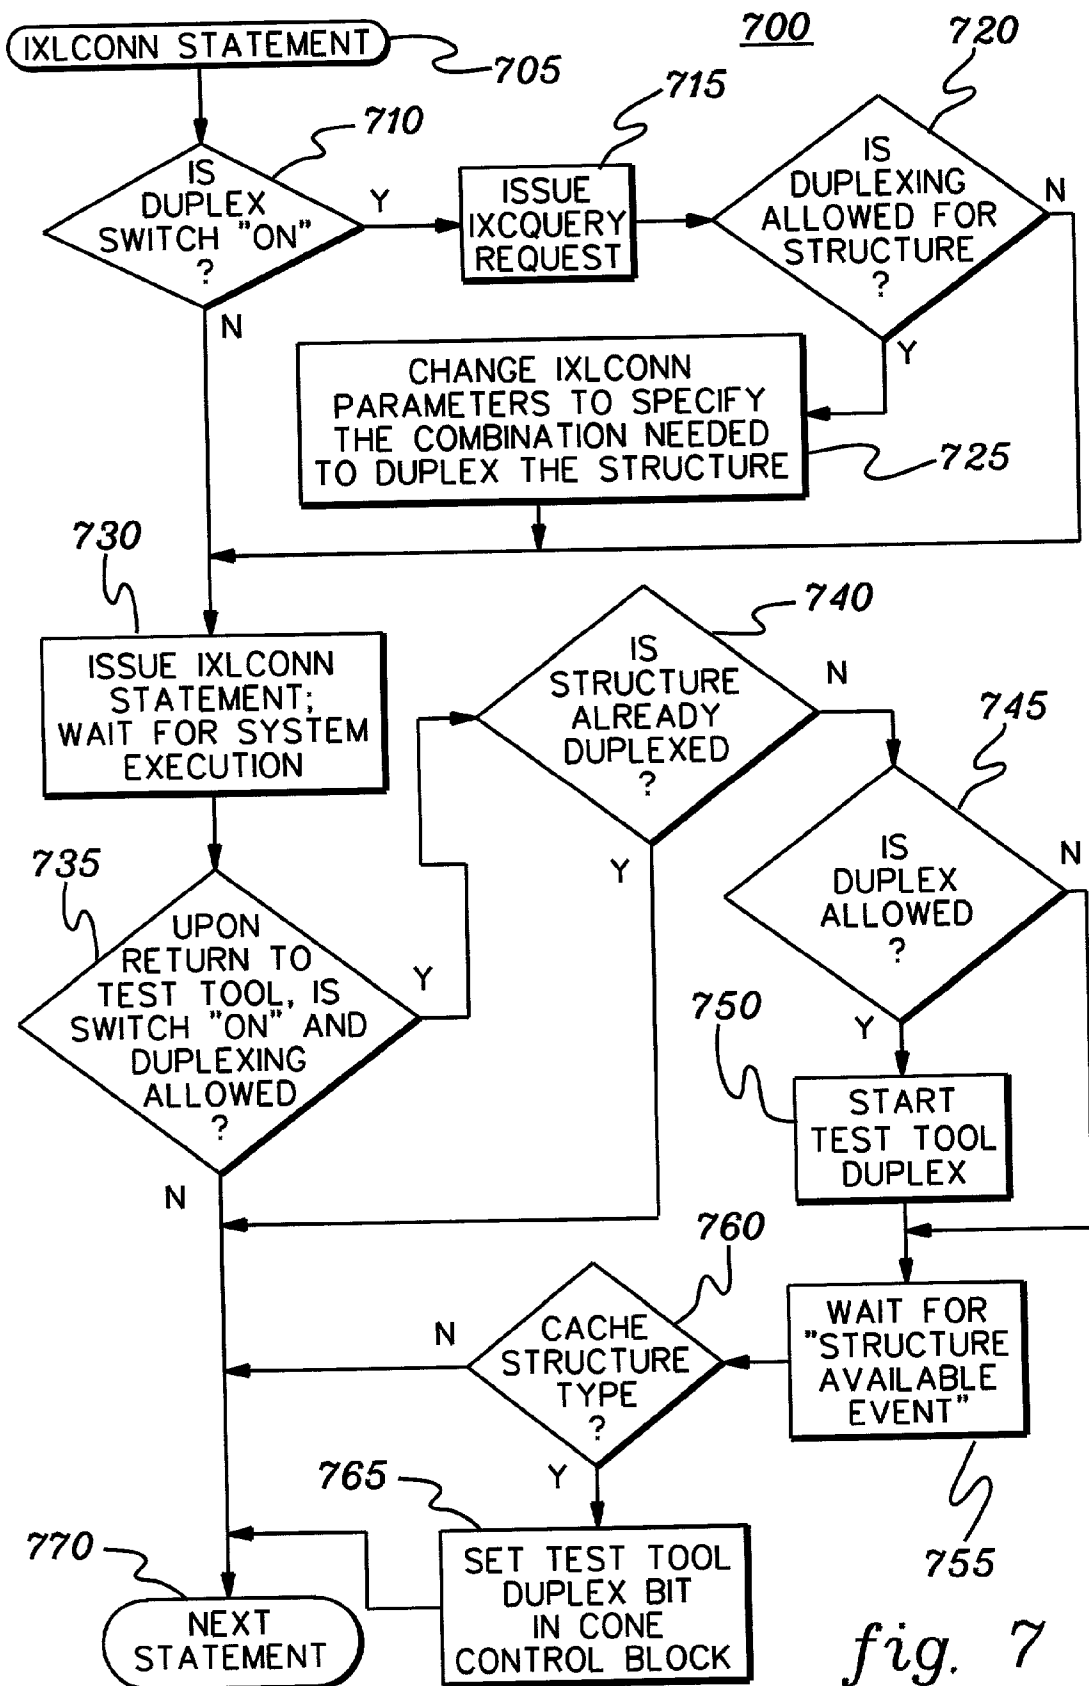 700
IXLCONN STATEMENT
705
710
IS
DUPLEX
SWITCH "ON"
?
Y
N
715
ISSUE
IXCQUERY
REQUEST
720
IS
DUPLEXING
ALLOWED FOR
STRUCTURE
?
N
Y
CHANGE IXLCONN
PARAMETERS TO SPECIFY
THE COMBINATION NEEDED
TO DUPLEX THE STRUCTURE
725
730
ISSUE IXLCONN
STATEMENT;
WAIT FOR SYSTEM
EXECUTION
735
UPON
RETURN TO
TEST TOOL, IS
SWITCH "ON" AND
DUPLEXING
ALLOWED
?
Y
N
740
IS
STRUCTURE
ALREADY
DUPLEXED
?
N
Y
745
IS
DUPLEX
ALLOWED
?
N
Y
750
START
TEST TOOL
DUPLEX
WAIT FOR
"STRUCTURE
AVAILABLE
EVENT"
755
760
CACHE
STRUCTURE
TYPE
?
N
Y
765
SET TEST TOOL
DUPLEX BIT
IN CONE
CONTROL BLOCK
770
NEXT
STATEMENT
fig. 7